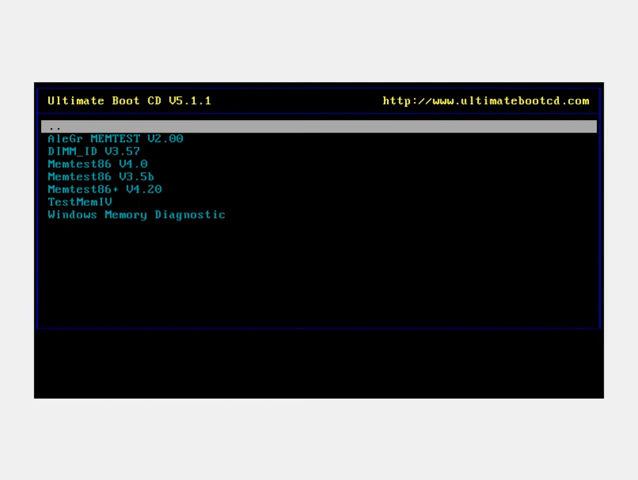 Ultimate Boot CD V5.1.1 http://www.ultimatebootcd.com
..
AleGr MEMTEST V2.00
DIMM_ID V3.57
Memtest86 V4.0
Memtest86 V3.5b
Memtest86+ V4.20
TestMemIV
Windows Memory Diagnostic